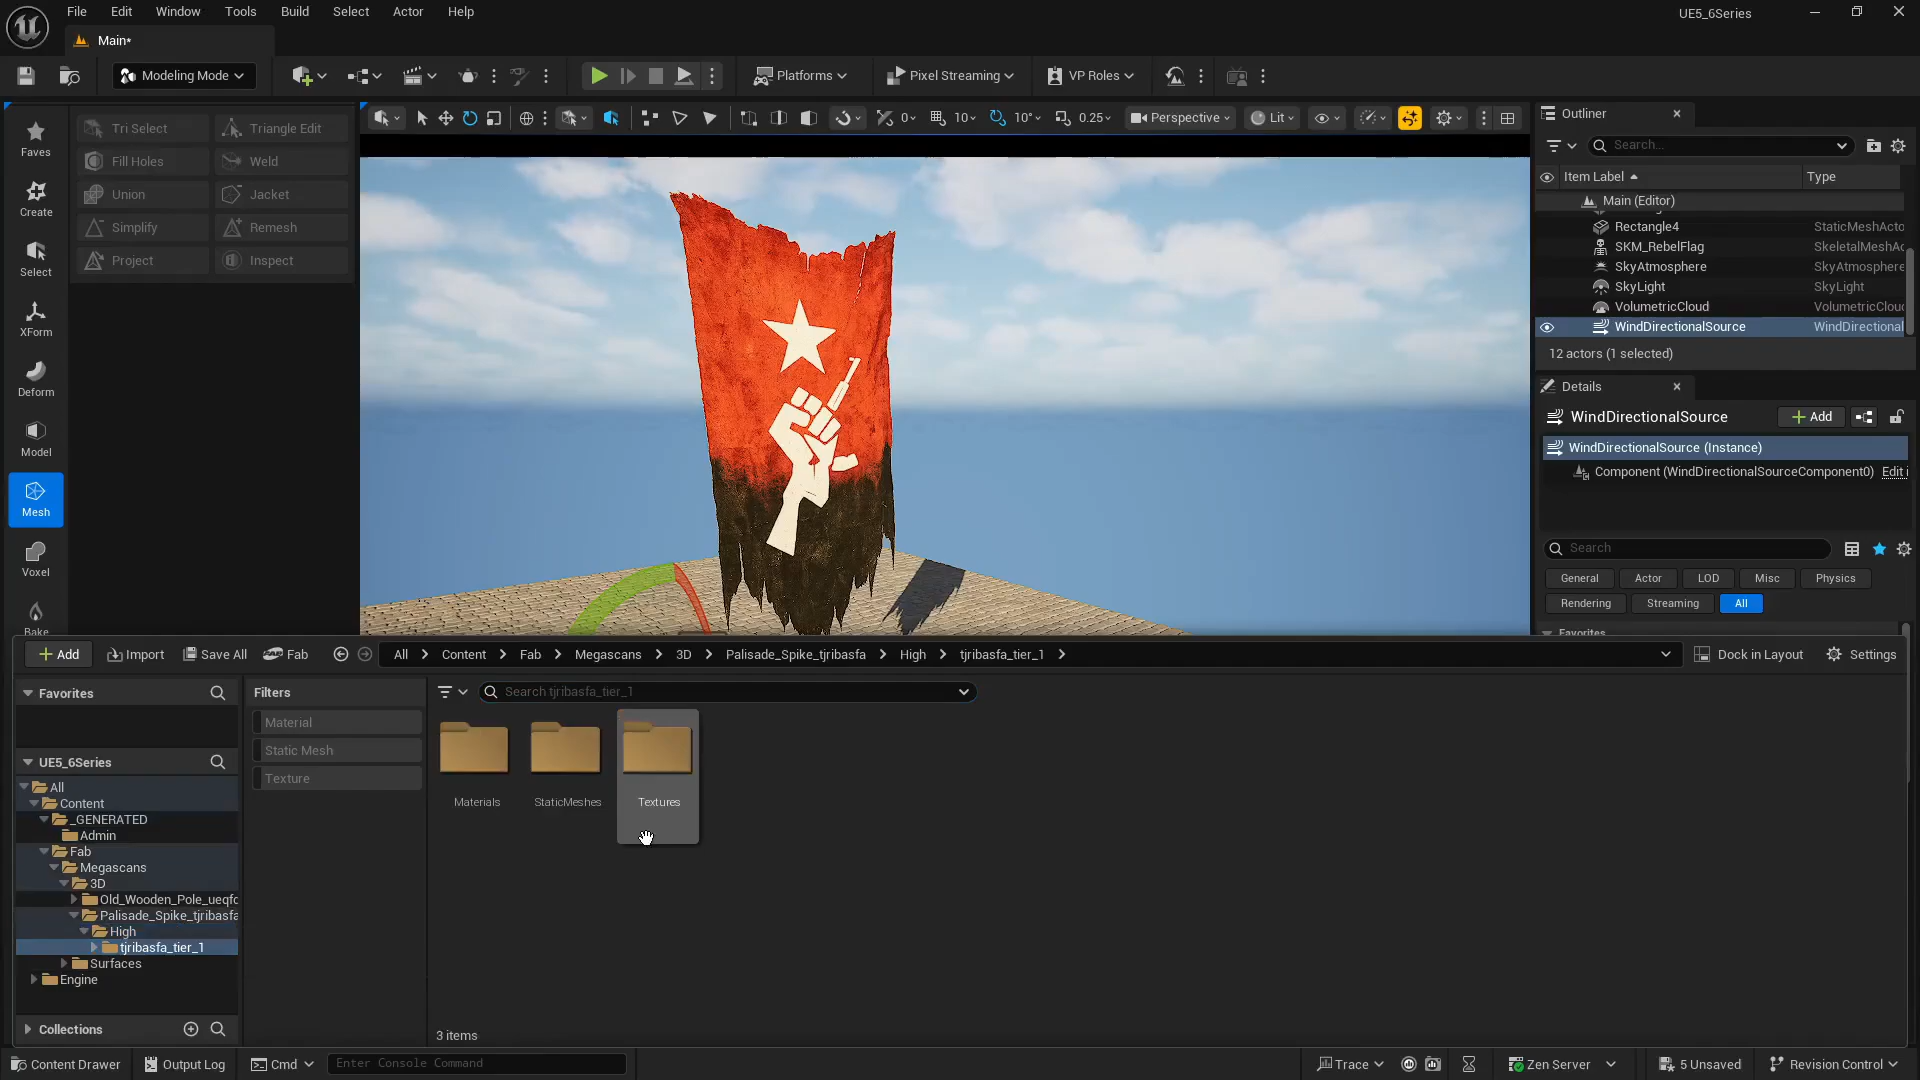 File Edit Window Tools Build Select Actor Help
UE5_6Series
Main*
Modeling Mode
Platforms
Pixel Streaming
VP Roles
Faves
Create
Select
XForm
Deform
Model
Mesh
Voxel
Bake
Tri Select Triangle Edit
Fill Holes Weld
Union Jacket
Simplify Remesh
Project Inspect
0 10 10° 0.25 Perspective Lit
Outliner
Search...
Item Label Type
Main (Editor)
Rectangle4 StaticMeshActo
SKM_RebelFlag SkeletalMeshAc
SkyAtmosphere SkyAtmosphere
SkyLight SkyLight
VolumetricCloud VolumetricClou
WindDirectionalSource WindDirectional
12 actors (1 selected)
Details
WindDirectionalSource Add
WindDirectionalSource (Instance)
Component (WindDirectionalSourceComponent0) Edit i
Search
General Actor LOD Misc Physics
Rendering Streaming All
Favorites
Add Import Save All Fab
All Content Fab Megascans 3D Palisade_Spike_tjribasfa High tjribasfa_tier_1
Dock in Layout Settings
Favorites
UE5_6Series
All
Content
_GENERATED
Admin
Fab
Megascans
3D
Old_Wooden_Pole_ueqfc
Palisade_Spike_tjribasfa
High
tjribasfa_tier_1
Surfaces
Engine
Collections
Filters
Material
Static Mesh
Texture
Search tjribasfa_tier_1
Materials StaticMeshes Textures
3 items
Content Drawer Output Log Cmd Enter Console Command
Trace Zen Server 5 Unsaved Revision Control